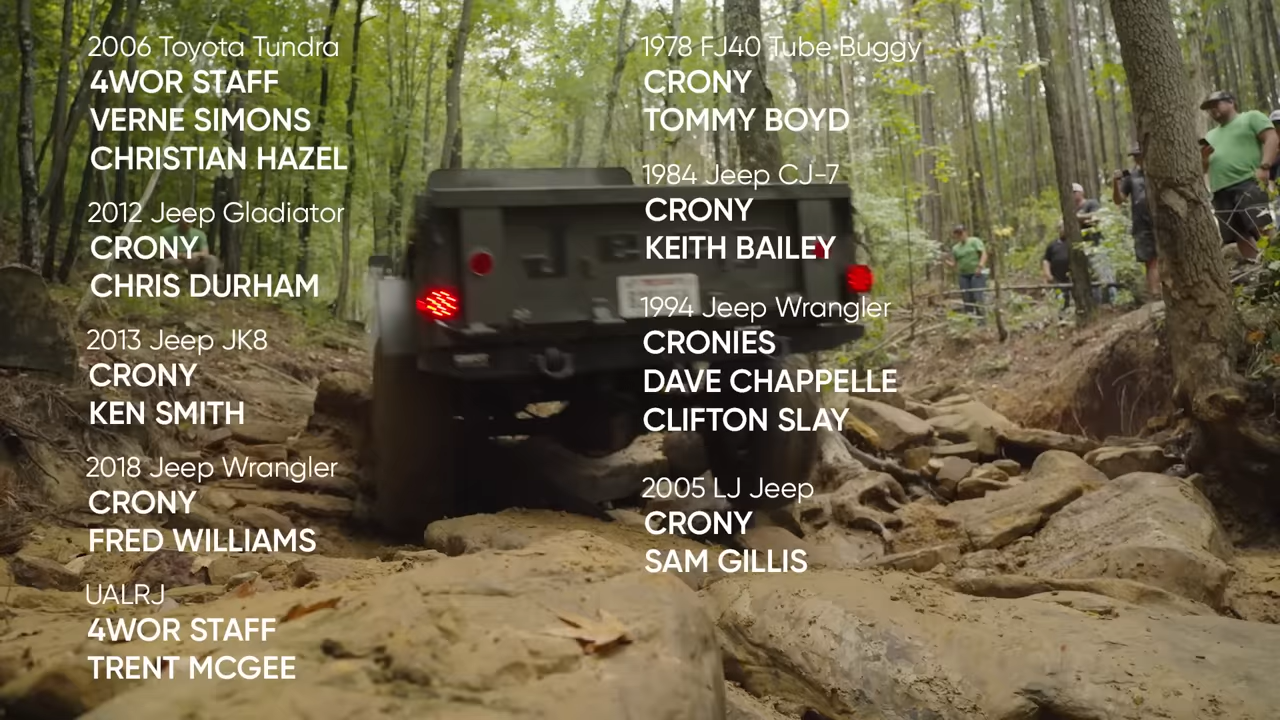 2006 Toyota Tundra
4WOR STAFF
VERNE SIMONS
CHRISTIAN HAZEL
2012 Jeep Gladiator
CRONY
CHRIS DURHAM
2013 Jeep JK8
CRONY
KEN SMITH
2018 Jeep Wrangler
CRONY
FRED WILLIAMS
UALRJ
4WOR STAFF
TRENT MCGEE
1978 FJ40 Tube Buggy
CRONY
TOMMY BOYD
1984 Jeep CJ-7
CRONY
KEITH BAILEY
1994 Jeep Wrangler
CRONIES
DAVE CHAPPELLE
CLIFTON SLAY
2005 LJ Jeep
CRONY
SAM GILLIS